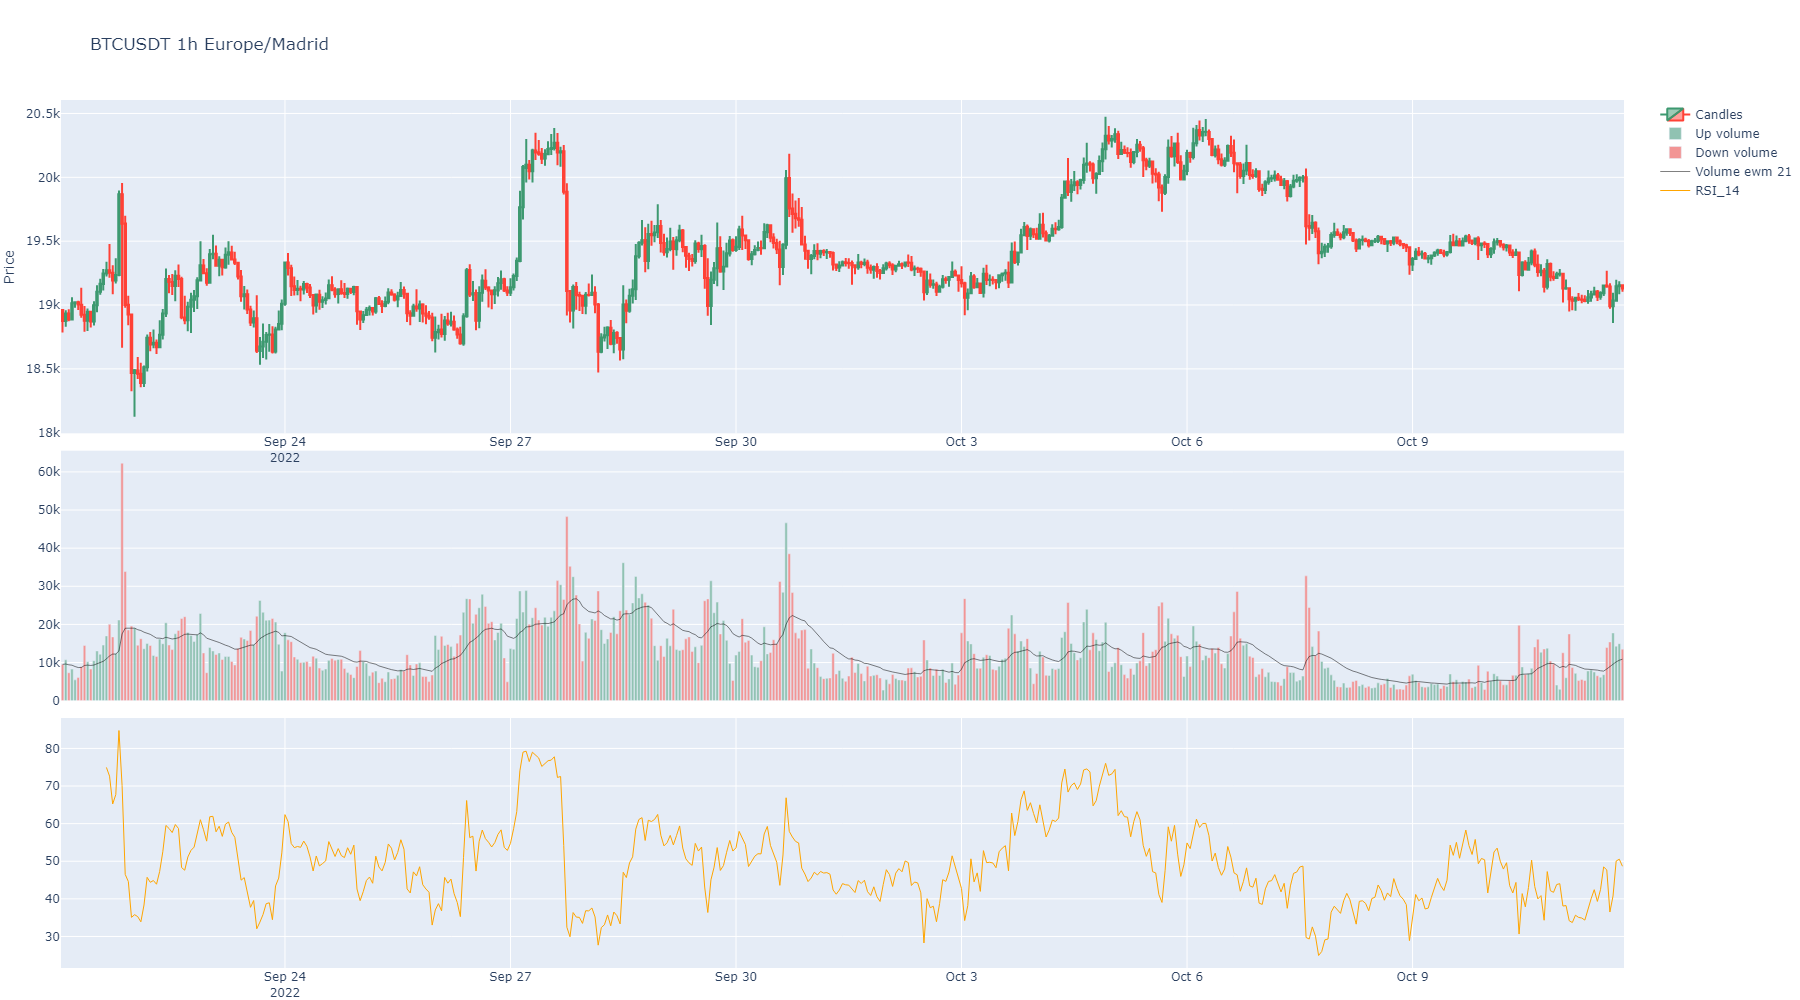 BTCUSDT 1h Europe/Madrid
Price
20.5k
20k
19.5k
19k
18.5k
18k
Sep 24
2022
Sep 27
Sep 30
Oct 3
Oct 6
Oct 9
Candles
Up volume
Down volume
Volume ewm 21
RSI_14
60k
50k
40k
30k
20k
10k
0
80
70
60
50
40
30
Sep 24
2022
Sep 27
Sep 30
Oct 3
Oct 6
Oct 9